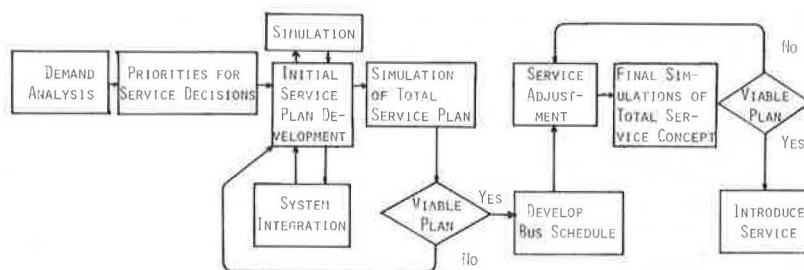 SIMULATION
DEMAND
ANALYSIS
PRIORITIES FOR
SERVICE DECISIONS
INITIAL
SERVICE
PLAN DE-
VELOPMENT
SIMULATION
OF TOTAL
SERVICE PLAN
SYSTEM
INTEGRATION
VIABLE
PLAN
YES
NO
DEVELOP
BUS SCHEDULE
SERVICE
ADJUST-
MENT
FINAL SIM-
ULATIONS OF
TOTAL SER-
VICE CONCEPT
NO
VIABLE
PLAN
YES
INTRODUCE
SERVICE